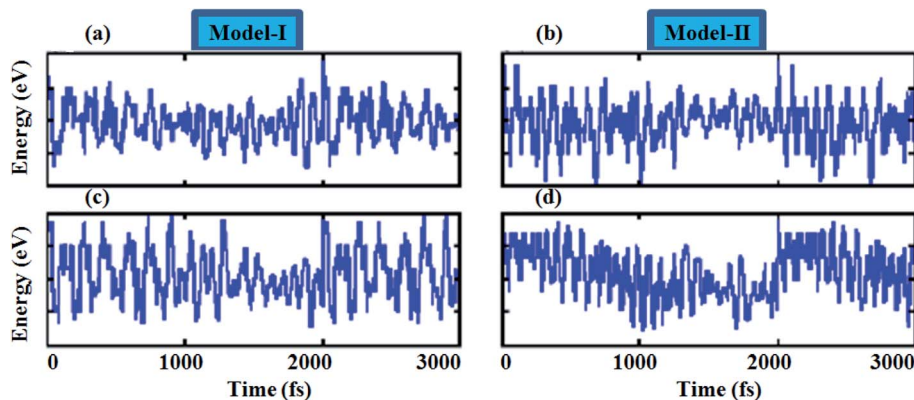 (a) Model-I (b) Model-II
Energy (eV)
(c) (d)
Energy (eV)
0 1000 2000 3000 0 1000 2000 3000
Time (fs) Time (fs)